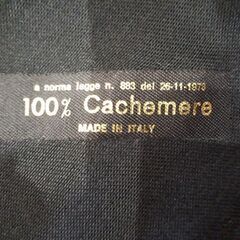 a norma legge n. 883 del 26-11-1973
100% Cachemere
MADE IN ITALY